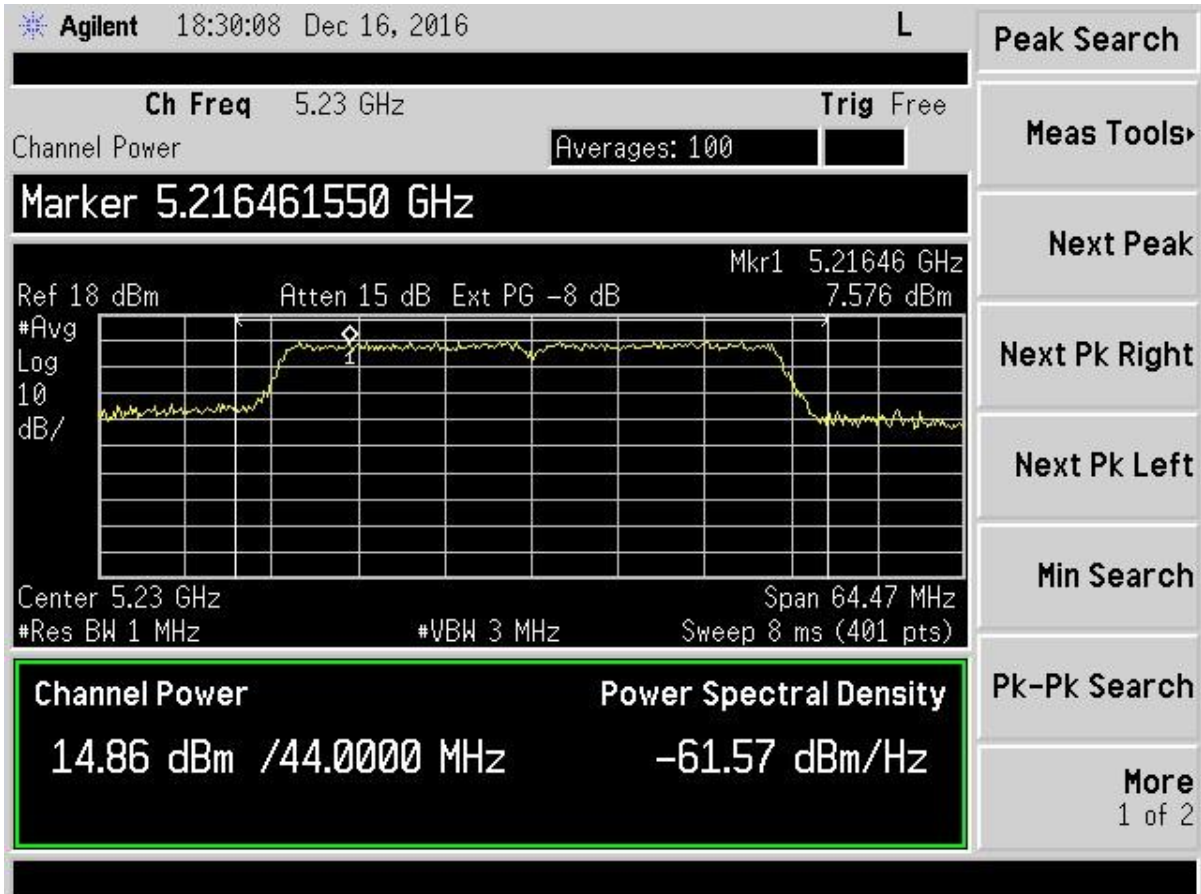 Agilent 18:30:08 Dec 16, 2016 L
Peak Search
Ch Freq 5.23 GHz Trig Free
Channel Power Averages: 100
Marker 5.216461550 GHz
Mkr1 5.21646 GHz
Ref 18 dBm Atten 15 dB Ext PG -8 dB 7.576 dBm
#Avg
Log
10
dB/
1
Center 5.23 GHz Span 64.47 MHz
#Res BW 1 MHz #VBW 3 MHz Sweep 8 ms (401 pts)
Channel Power Power Spectral Density
14.86 dBm /44.0000 MHz -61.57 dBm/Hz
Meas Tools
Next Peak
Next Pk Right
Next Pk Left
Min Search
Pk-Pk Search
More
1 of 2